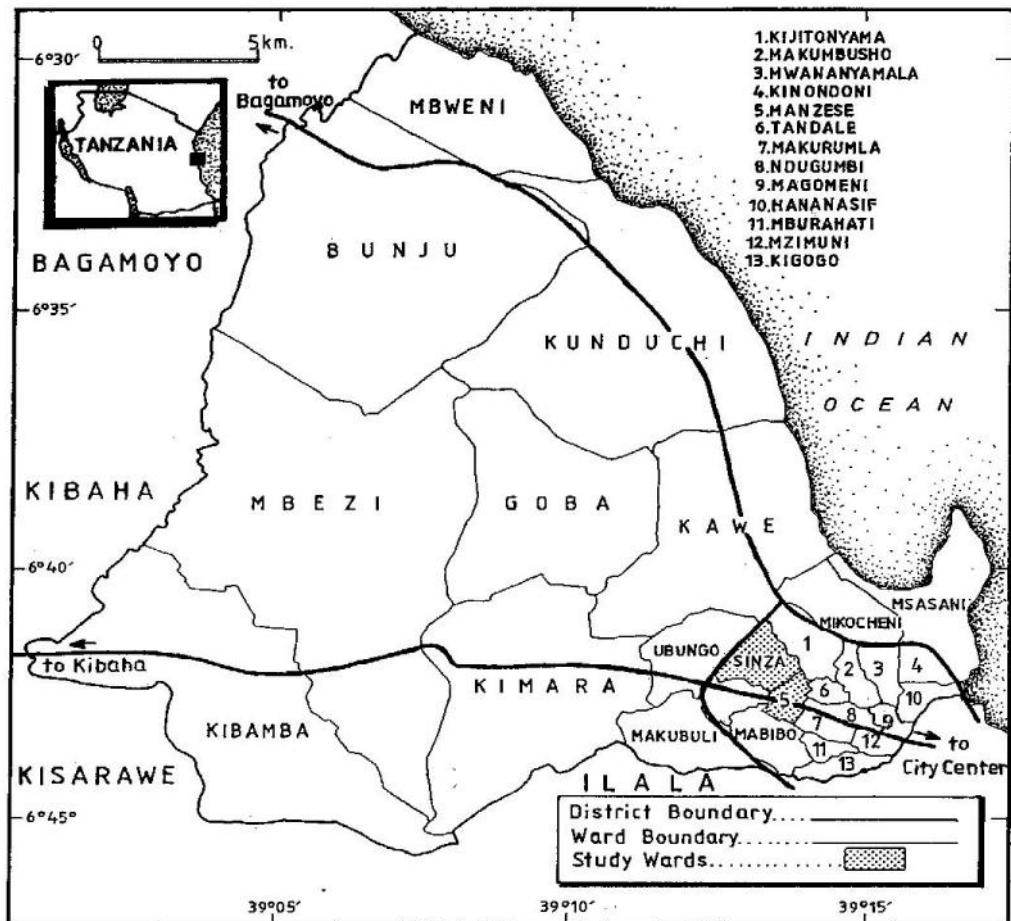 0 5 km.
6°30′
to
Bagamoyo
TANZANIA
MBWENI
1.KIJITONYAMA
2.MAKUMBUSHO
3.MWANANYAMALA
4.KINONDONI
5.MANZESE
6.TANDALE
7.MAKURUMLA
8.NDUGUMBI
9.MAGOMENI
10.HANANASIF
11.MBURAHATI
12.MZIMUNI
13.KIGOGO
BAGAMOYO
BUNJU
6°35′
KUNDUCHI
INDIAN
OCEAN
KIBAHA
MBEZI
GOBA
KAWE
6°40′
MSASANI
MIKOCHENI
UBUNGO
SINZA
1
2
3
4
to Kibaha
KIMARA
5
6
10
7
8
9
KIBAMBA
MAKUBULI
MABIBO
11
12
13
to
City Center
KISARAWE
ILALA
6°45′
District Boundary....
Ward Boundary......
Study Wards......
39°05′
39°10′
39°15′